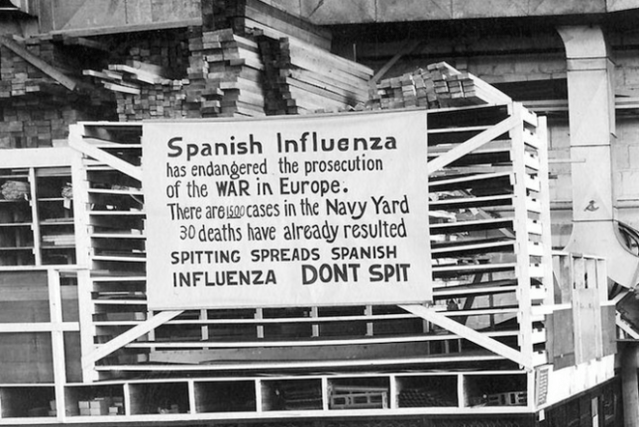 Spanish Influenza
has endangered the prosecution
of the WAR in Europe.
There are 1500 cases in the Navy Yard
30 deaths have already resulted
SPITTING SPREADS SPANISH
INFLUENZA DONT SPIT